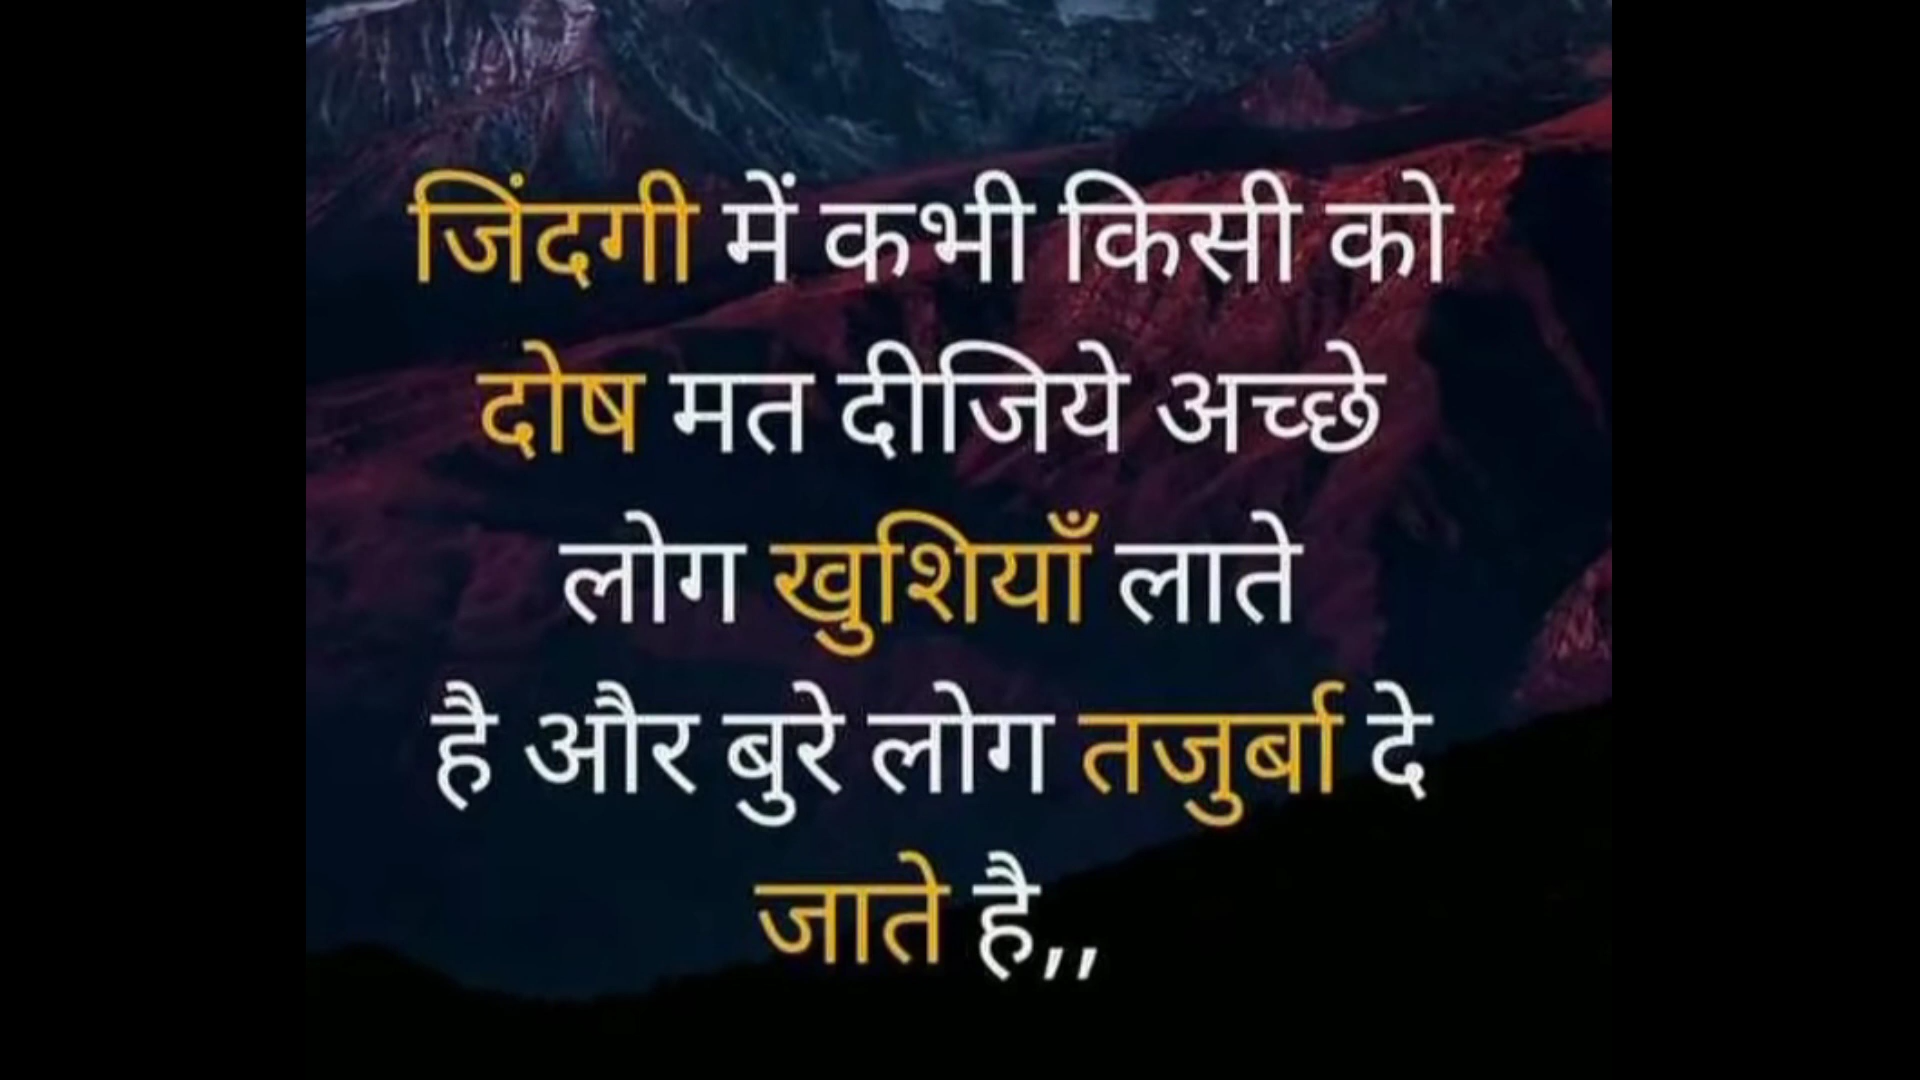 जिंदगी में कभी किसी को
दोष मत दीजिये अच्छे
लोग खुशियाँ लाते
है और बुरे लोग तजुर्बा दे
जाते है,,